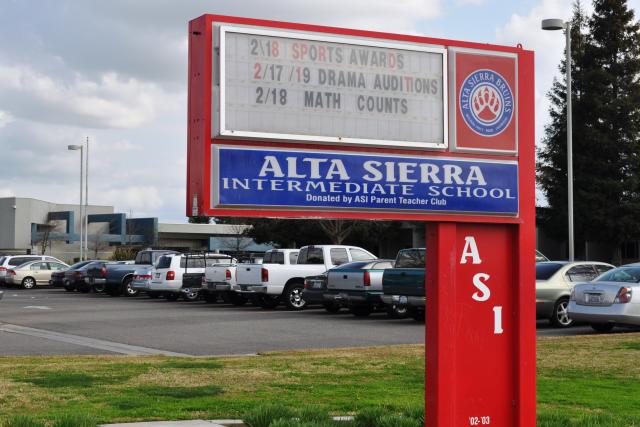 2\18 SPORTS AWARDS
2/17/19 DRAMA AUDITIONS
2/18 MATH COUNTS
ALTA SIERRA BRUINS
ALTA SIERRA
INTERMEDIATE SCHOOL
Donated by ASI Parent Teacher Club
ASI
'02-'03